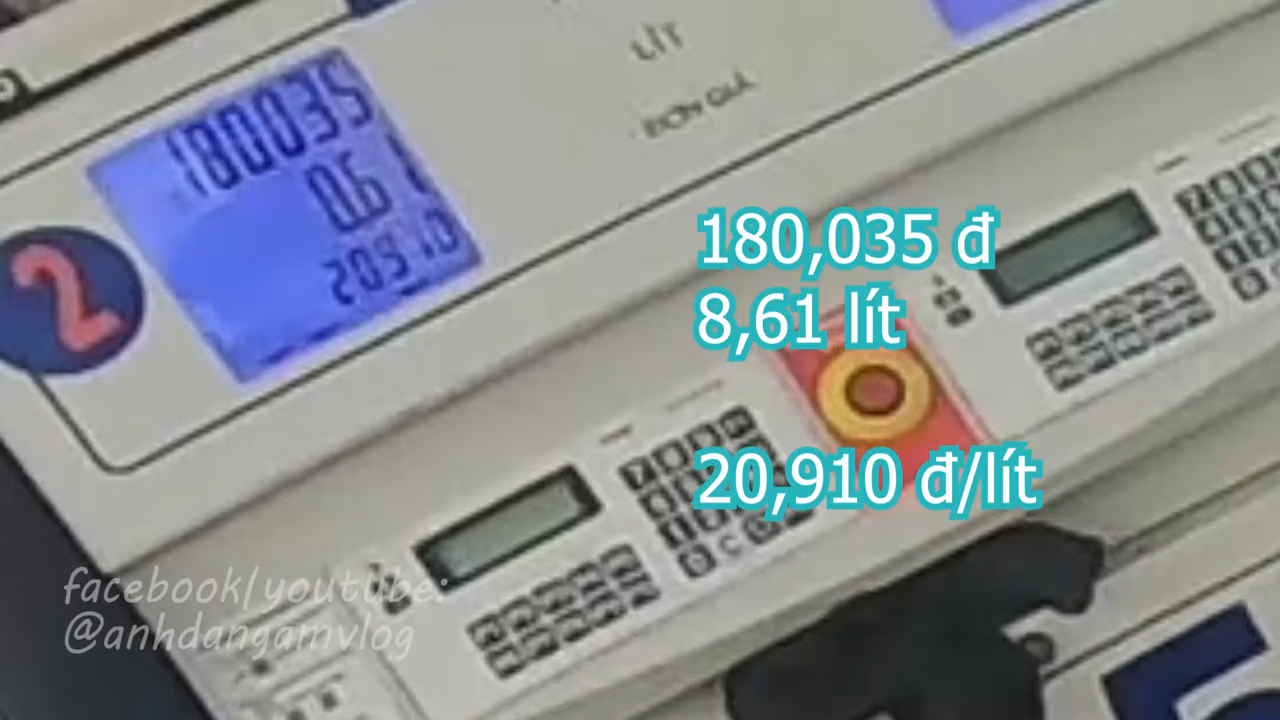 LÍT
ĐƠN GIÁ
180035
8.61
20910
2
180,035 đ
8,61 lít
20,910 đ/lít
C
facebook/youtube:
@anhdangamvlog
5